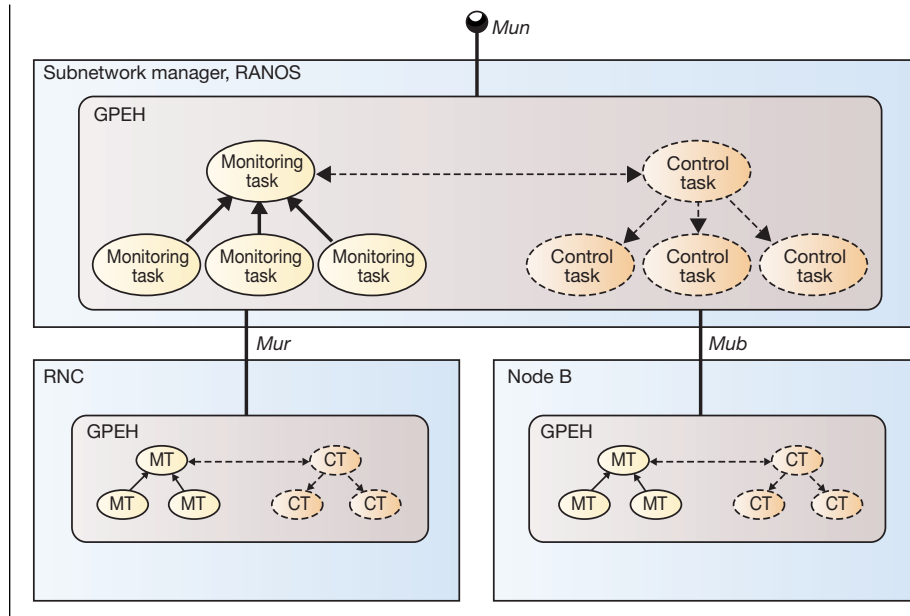 Mun
Subnetwork manager, RANOS
GPEH
Monitoring
task
Control
task
Monitoring
task
Monitoring
task
Monitoring
task
Control
task
Control
task
Control
task
Mur
Mub
RNC
GPEH
MT
CT
MT
MT
CT
CT
Node B
GPEH
MT
CT
MT
MT
CT
CT